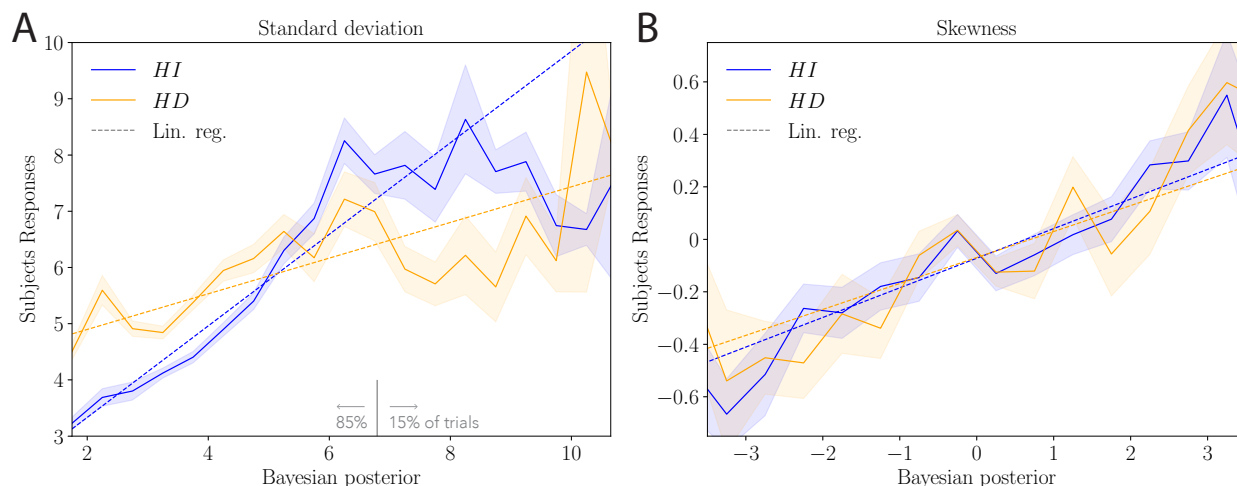 A
Standard deviation
HI
HD
Lin. reg.
Subjects Responses
10
9
8
7
6
5
4
3
85%
15% of trials
2
4
6
8
10
Bayesian posterior
B
Skewness
HI
HD
Lin. reg.
Subjects Responses
0.6
0.4
0.2
0
−0.2
−0.4
−0.6
−3
−2
−1
0
1
2
3
Bayesian posterior